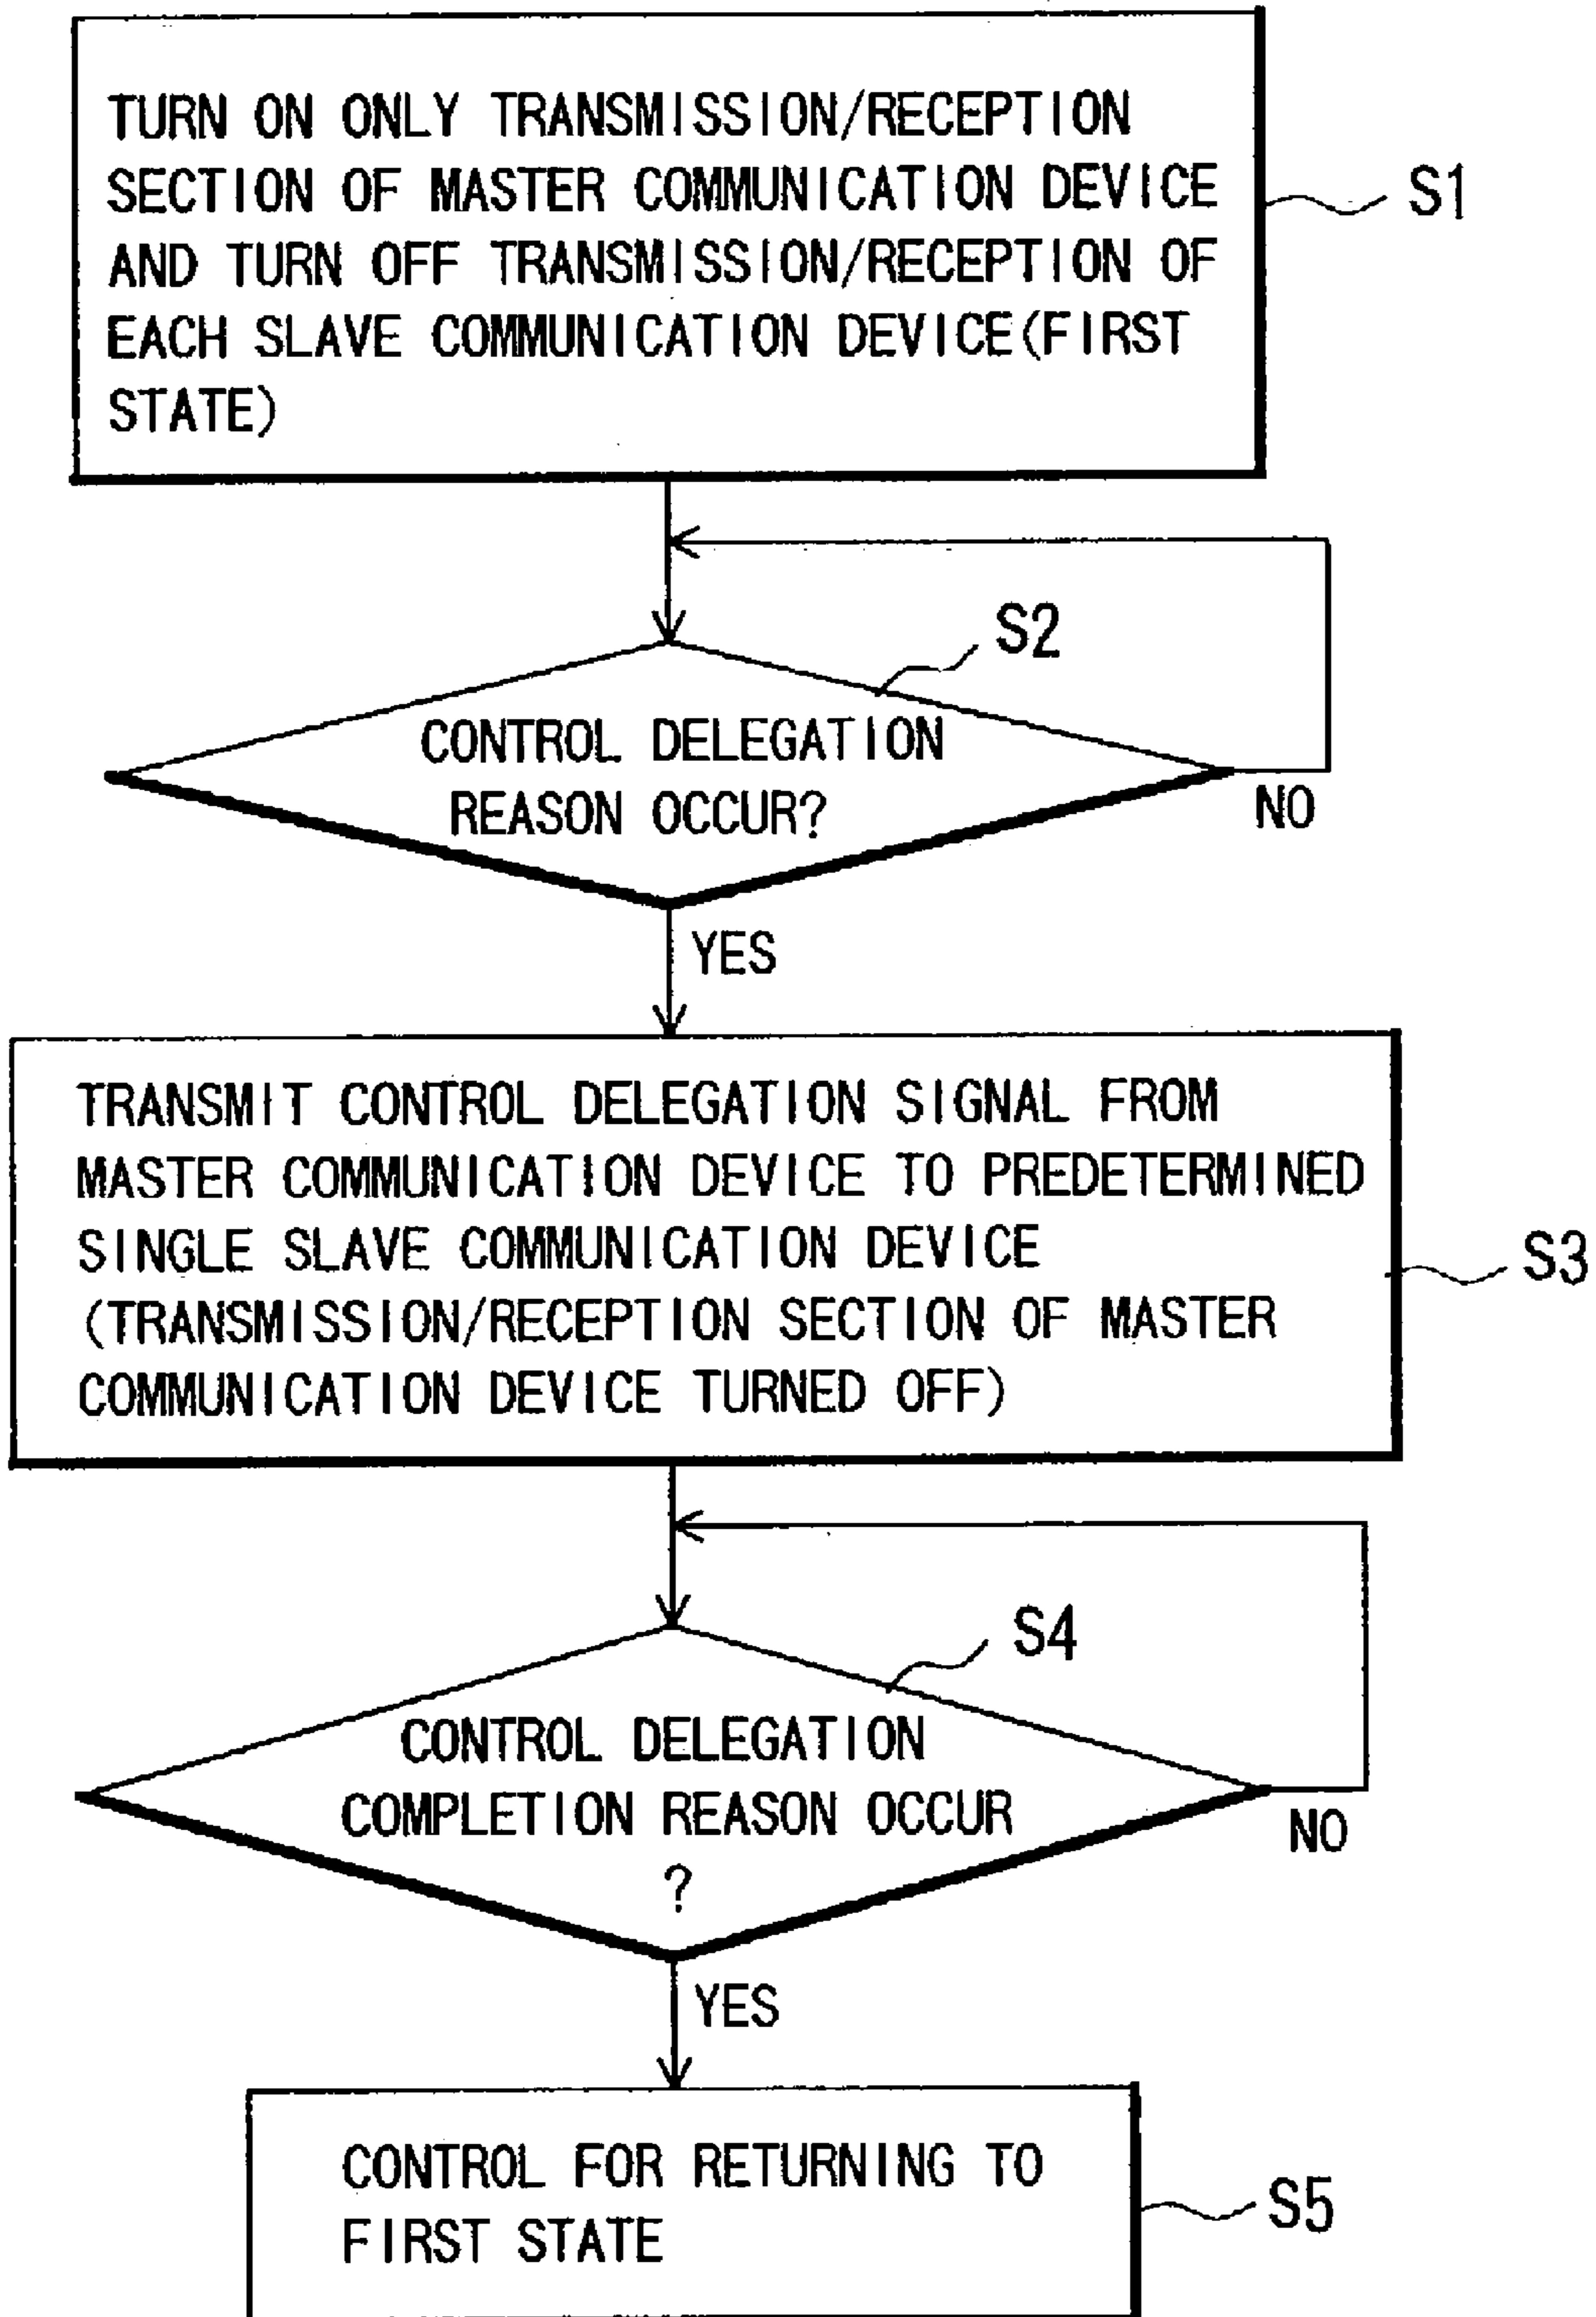 TURN ON ONLY TRANSMISSION/RECEPTION
SECTION OF MASTER COMMUNICATION DEVICE
AND TURN OFF TRANSMISSION/RECEPTION OF
EACH SLAVE COMMUNICATION DEVICE(FIRST
STATE)
S1
S2
CONTROL DELEGATION
REASON OCCUR?
NO
YES
TRANSMIT CONTROL DELEGATION SIGNAL FROM
MASTER COMMUNICATION DEVICE TO PREDETERMINED
SINGLE SLAVE COMMUNICATION DEVICE
(TRANSMISSION/RECEPTION SECTION OF MASTER
COMMUNICATION DEVICE TURNED OFF)
S3
S4
CONTROL DELEGATION
COMPLETION REASON OCCUR
?
NO
YES
CONTROL FOR RETURNING TO
FIRST STATE
S5